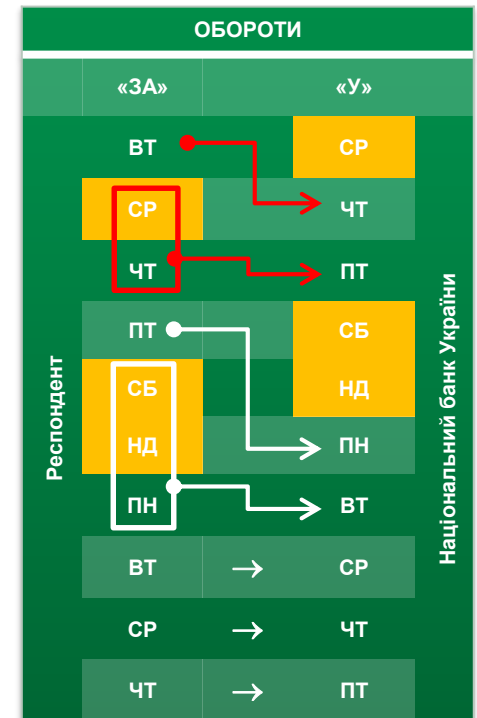 ОБОРОТИ
«ЗА» «У»
ВТ СР
СР ЧТ
ЧТ ПТ
ПТ СБ
СБ НД
НД ПН
ПН ВТ
ВТ → СР
СР → ЧТ
ЧТ → ПТ
Респондент
Національний банк України